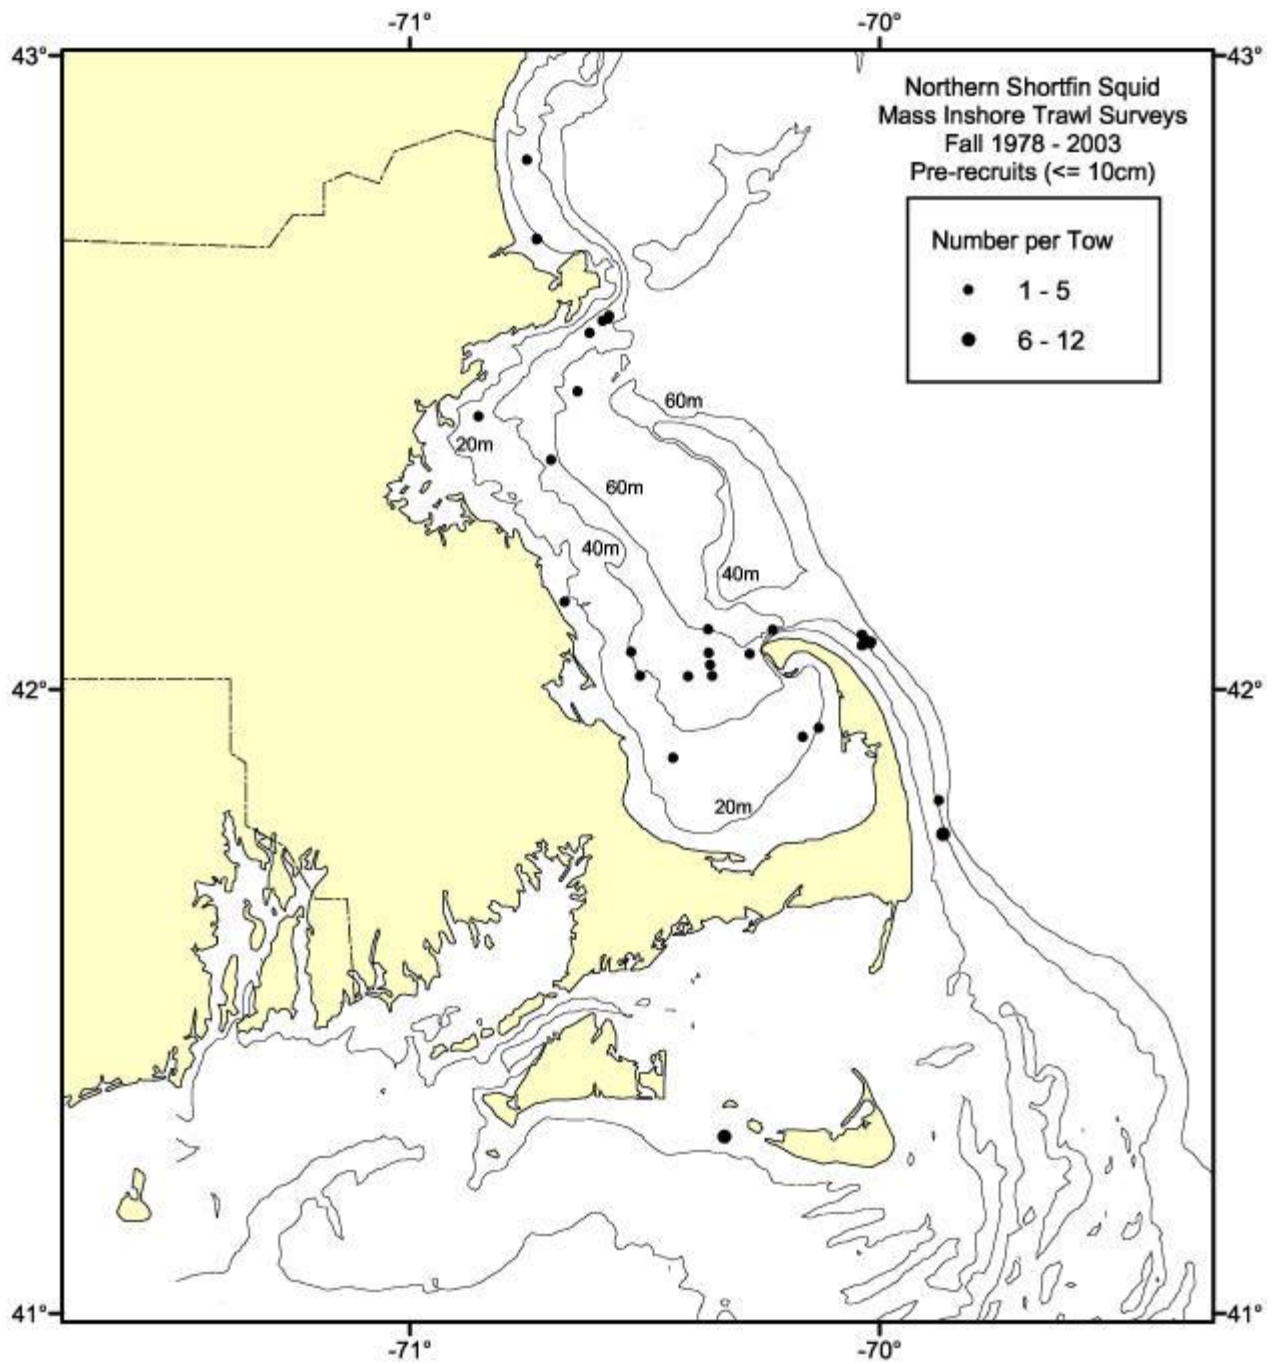 -71° -70°
43° 43°
Northern Shortfin Squid
Mass Inshore Trawl Surveys
Fall 1978 - 2003
Pre-recruits (<= 10cm)
Number per Tow
1 - 5
6 - 12
60m
20m
60m
40m
40m
42° 42°
20m
41° 41°
-71° -70°